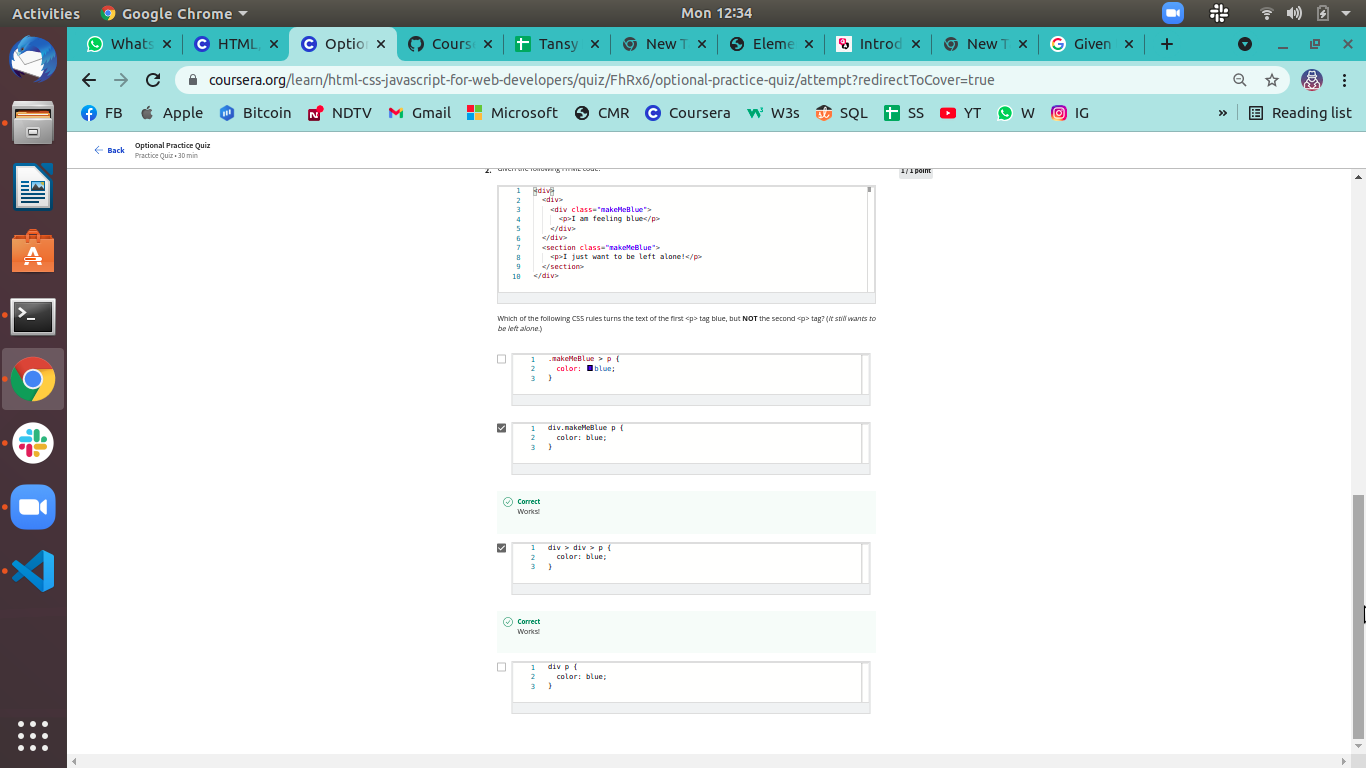 Activities Google Chrome Mon 12:34
Whats HTML, Optio Cours Tansy New T Eleme Introd New T Given
coursera.org/learn/html-css-javascript-for-web-developers/quiz/FhRx6/optional-practice-quiz/attempt?redirectToCover=true
FB Apple Bitcoin NDTV Gmail Microsoft CMR Coursera W3s SQL SS YT W IG » Reading list
Back Optional Practice Quiz
Practice Quiz • 30 min
2. Given the following HTML code: 1 / 1 point
1 <div>
2 <div>
3 <div class="makeMeBlue">
4 <p>I am feeling blue</p>
5 </div>
6 </div>
7 <section class="makeMeBlue">
8 <p>I just want to be left alone!</p>
9 </section>
10 </div>
Which of the following CSS rules turns the text of the first <p> tag blue, but NOT the second <p> tag? (It still wants to
be left alone.)
1 .makeMeBlue > p {
2 color: blue;
3 }
1 div.makeMeBlue p {
2 color: blue;
3 }
Correct
Works!
1 div > div > p {
2 color: blue;
3 }
Correct
Works!
1 div p {
2 color: blue;
3 }